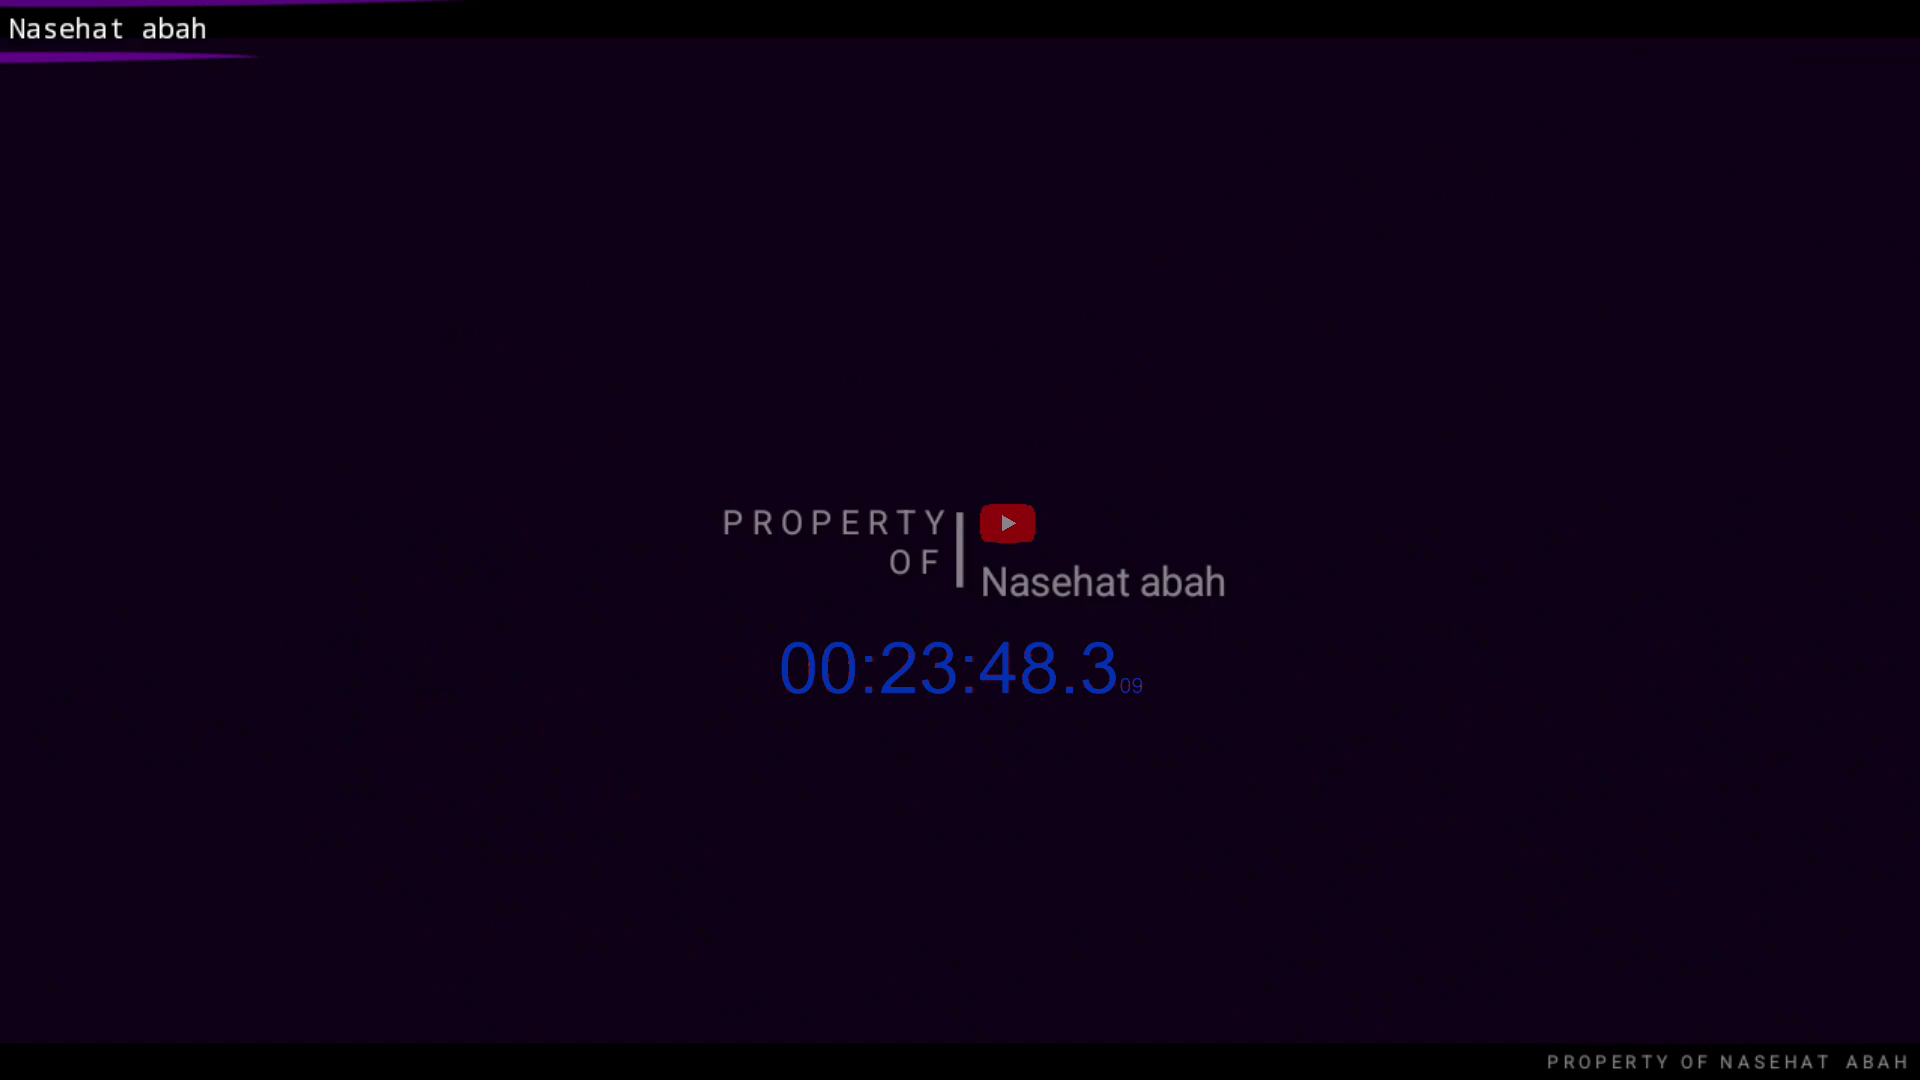 Nasehat abah
PROPERTY
OF
Nasehat abah
00:23:48.309
PROPERTY OF NASEHAT ABAH